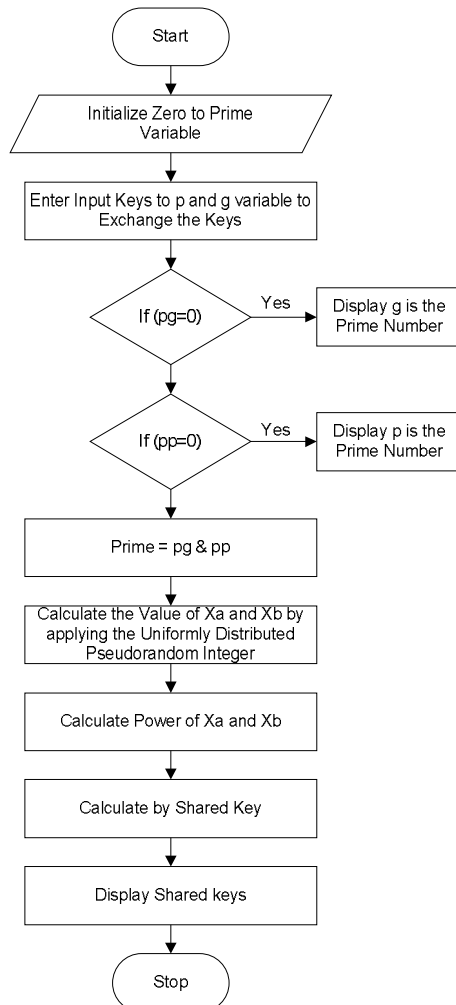 Start
Initialize Zero to Prime
Variable
Enter Input Keys to p and g variable to
Exchange the Keys
If (pg=0)
Yes
Display g is the
Prime Number
If (pp=0)
Yes
Display p is the
Prime Number
Prime = pg & pp
Calculate the Value of Xa and Xb by
applying the Uniformly Distributed
Pseudorandom Integer
Calculate Power of Xa and Xb
Calculate by Shared Key
Display Shared keys
Stop